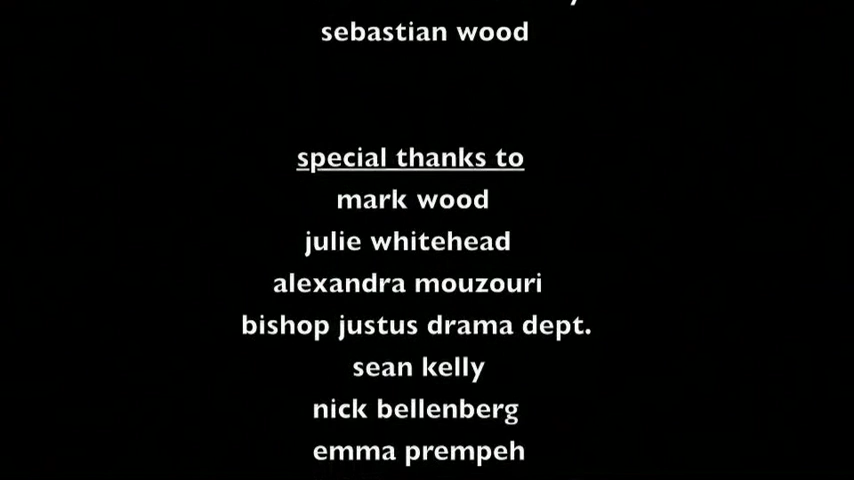 sebastian wood
special thanks to
mark wood
julie whitehead
alexandra mouzouri
bishop justus drama dept.
sean kelly
nick bellenberg
emma prempeh